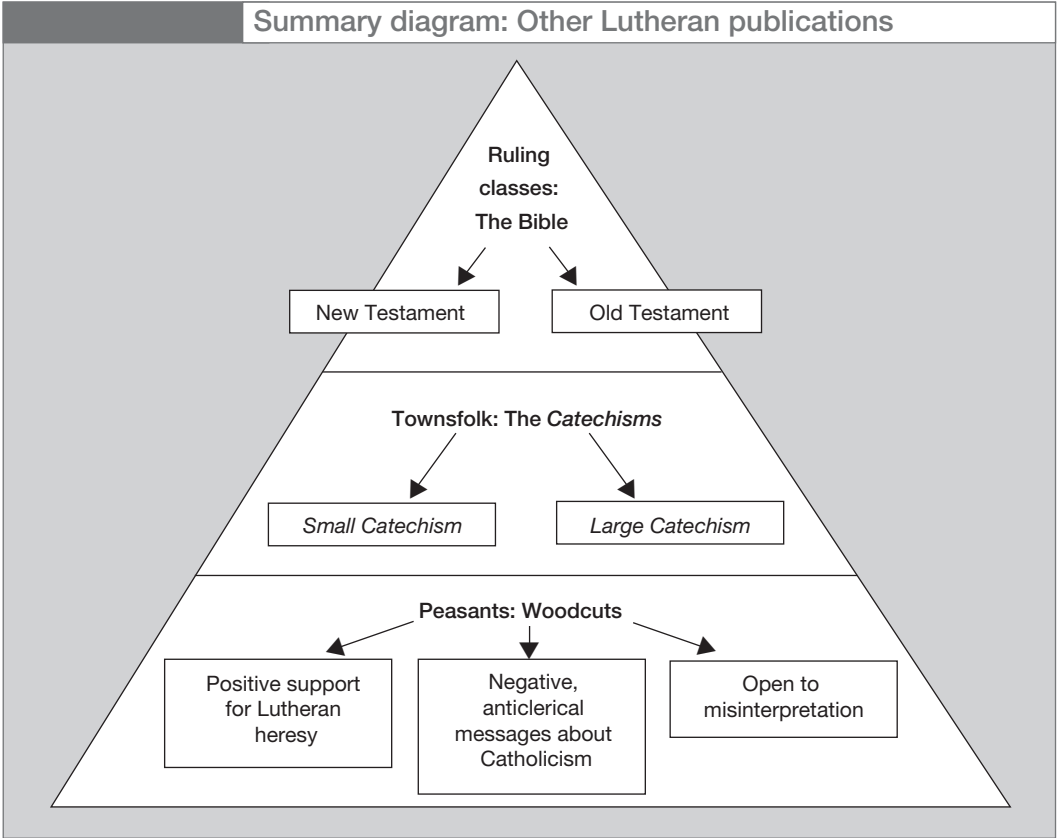 Summary diagram: Other Lutheran publications
Ruling
classes:
The Bible
New Testament
Old Testament
Townsfolk: The Catechisms
Small Catechism
Large Catechism
Peasants: Woodcuts
Positive support
for Lutheran
heresy
Negative,
anticlerical
messages about
Catholicism
Open to
misinterpretation